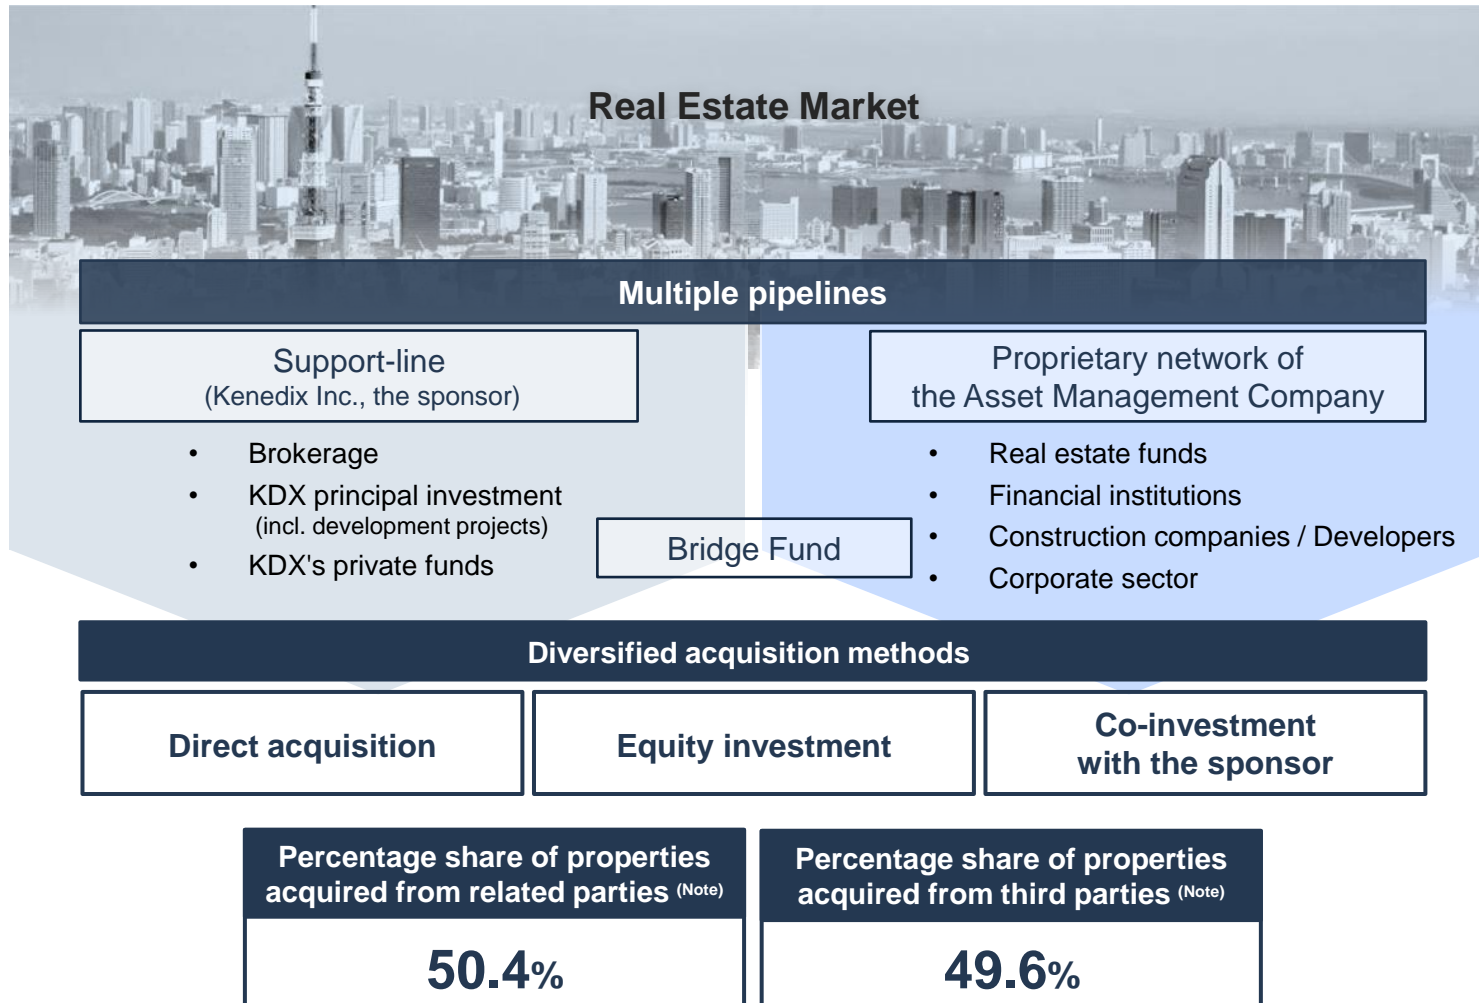 Real Estate Market
Multiple pipelines
Support-line
(Kenedix Inc., the sponsor)
• Brokerage
• KDX principal investment
(incl. development projects)
• KDX's private funds
Proprietary network of
the Asset Management Company
• Real estate funds
• Financial institutions
• Construction companies / Developers
• Corporate sector
Bridge Fund
Diversified acquisition methods
Direct acquisition
Equity investment
Co-investment
with the sponsor
Percentage share of properties
acquired from related parties (Note)
50.4%
Percentage share of properties
acquired from third parties (Note)
49.6%